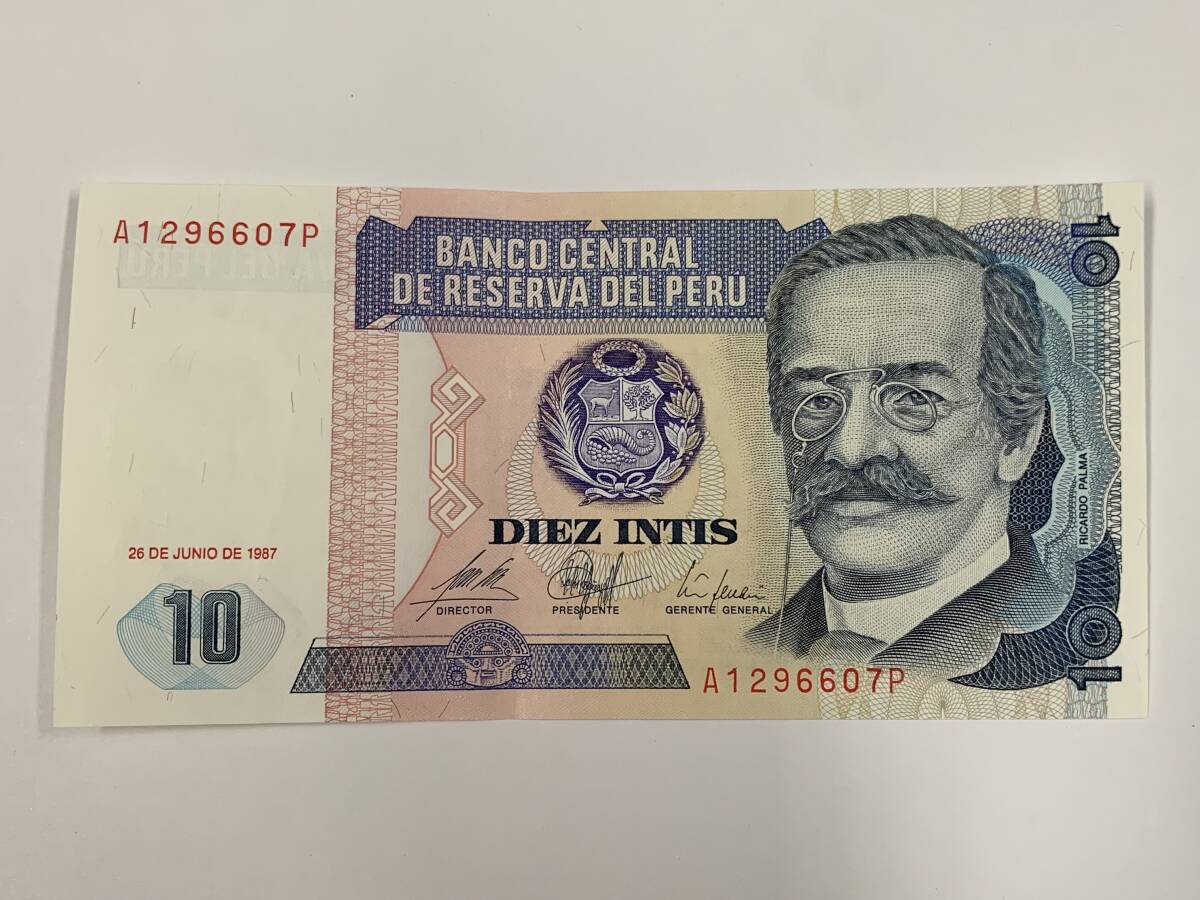 A1296607P
BANCO CENTRAL
DE RESERVA DEL PERÚ
10
DIEZ INTIS
RICARDO PALMA
26 DE JUNIO DE 1987
DIRECTOR
PRESIDENTE
GERENTE GENERAL
10
10
A1296607P